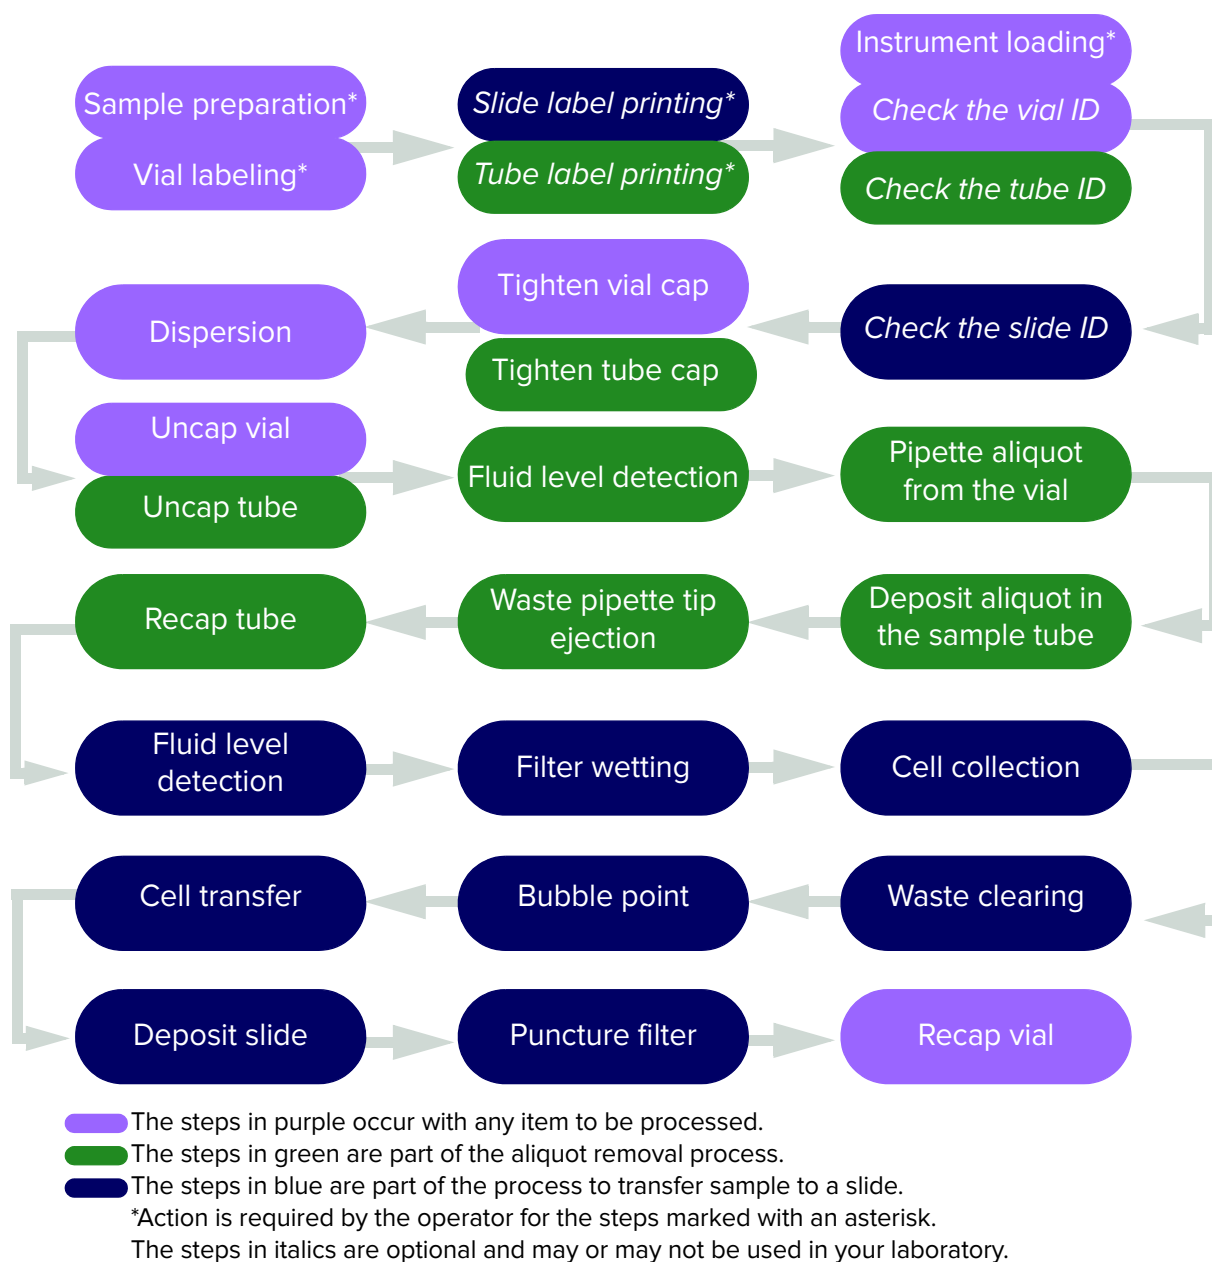 Sample preparation*
Vial labeling*
Slide label printing*
Tube label printing*
Instrument loading*
Check the vial ID
Check the tube ID
Check the slide ID
Tighten vial cap
Tighten tube cap
Dispersion
Uncap vial
Uncap tube
Fluid level detection
Pipette aliquot
from the vial
Deposit aliquot in
the sample tube
Waste pipette tip
ejection
Recap tube
Fluid level
detection
Filter wetting
Cell collection
Waste clearing
Bubble point
Cell transfer
Deposit slide
Puncture filter
Recap vial
The steps in purple occur with any item to be processed.
The steps in green are part of the aliquot removal process.
The steps in blue are part of the process to transfer sample to a slide.
*Action is required by the operator for the steps marked with an asterisk.
The steps in italics are optional and may or may not be used in your laboratory.